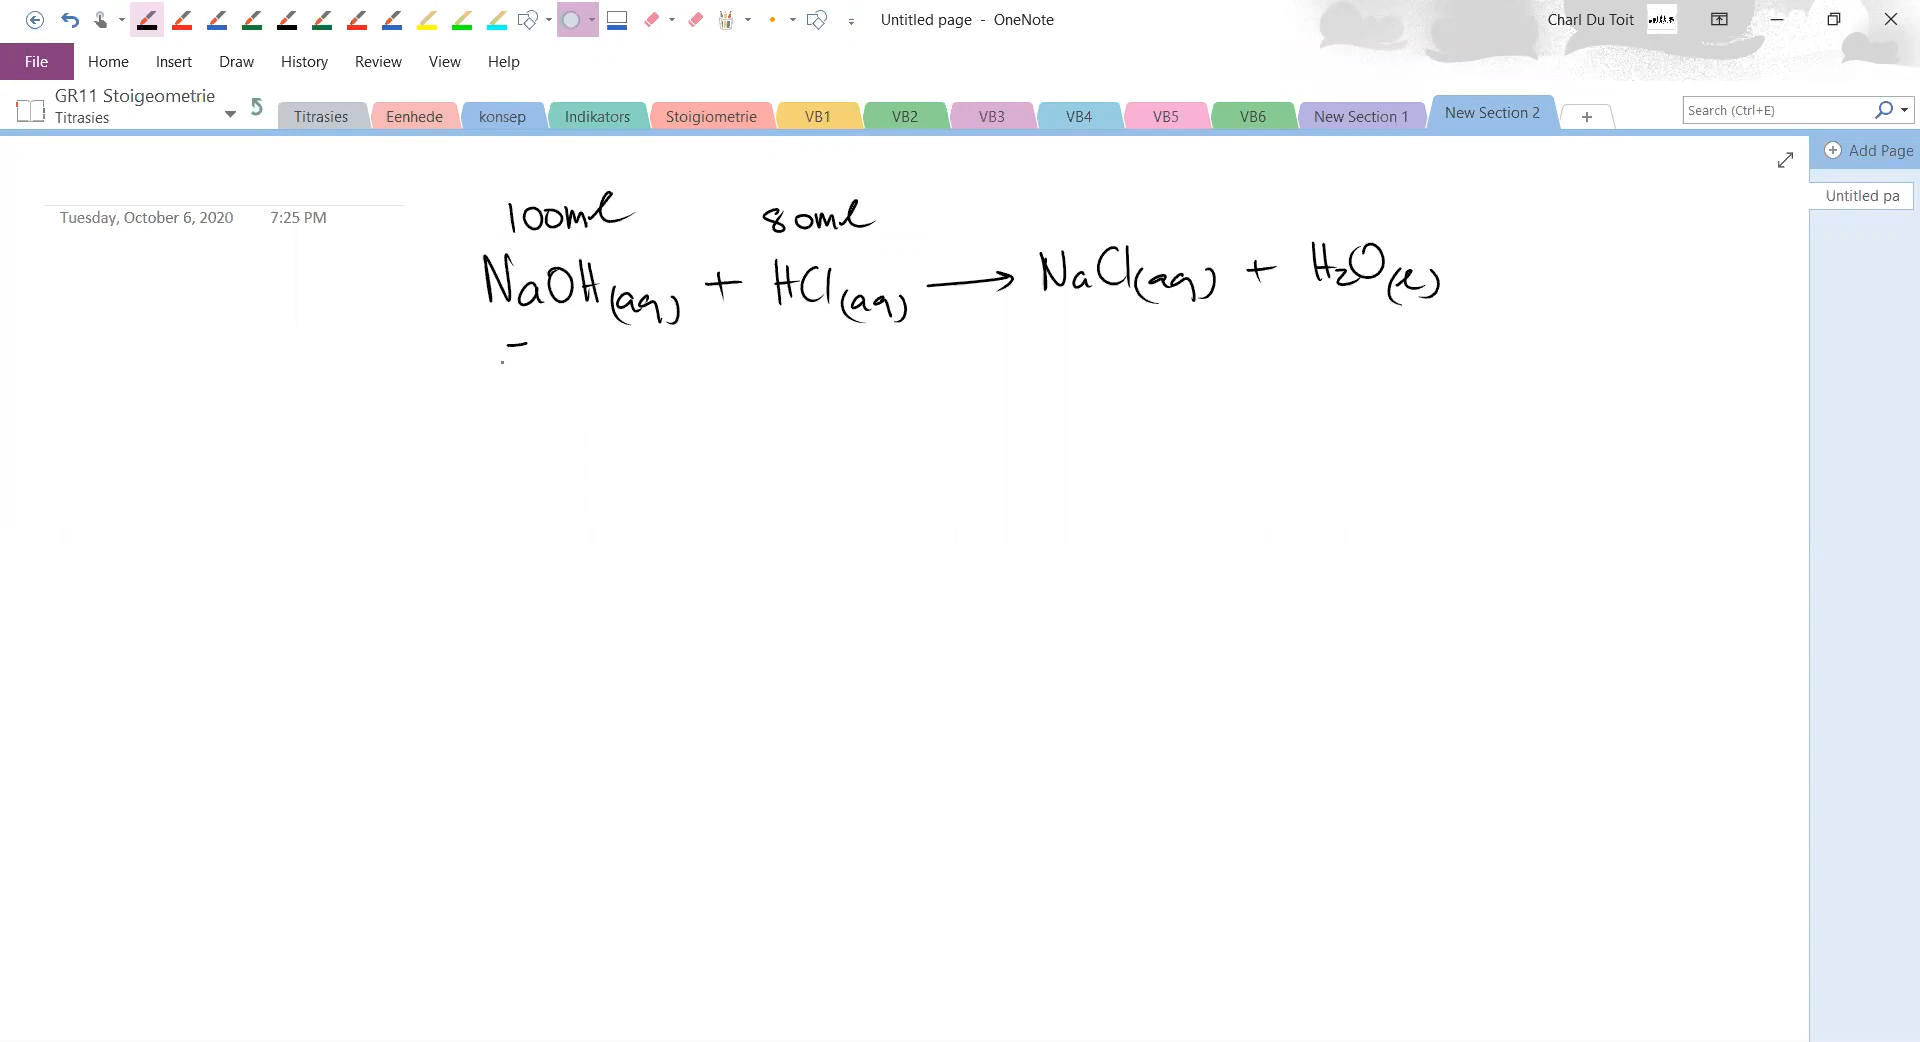 Untitled page - OneNote
Charl Du Toit
File Home Insert Draw History Review View Help
GR11 Stoigeometrie
Titrasies
Titrasies Eenhede konsep Indikators Stoigiometrie VB1 VB2 VB3 VB4 VB5 VB6 New Section 1 New Section 2 +
Search (Ctrl+E)
Add Page
Untitled pa
Tuesday, October 6, 2020 7:25 PM
100ml 80ml
NaOH(aq) + HCl(aq) → NaCl(aq) + H₂O(l)